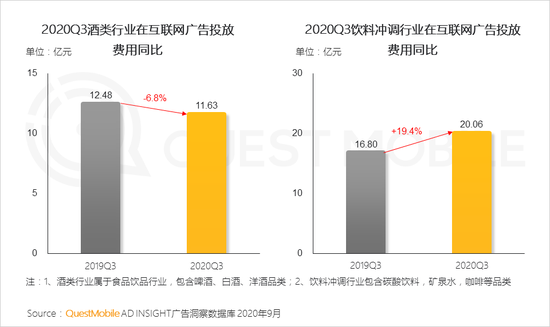 2020Q3酒类行业在互联网广告投放
费用同比
单位：亿元
15
10
5
0
12.48
-6.8%
11.63
2019Q3
2020Q3
2020Q3饮料冲调行业在互联网广告投放
费用同比
单位：亿元
30
20
10
0
16.80
+19.4%
20.06
2019Q3
2020Q3
QUEST MOBILE
注：1、酒类行业属于食品饮品行业，包含啤酒、白酒、洋酒品类；2、饮料冲调行业包含碳酸饮料，矿泉水，咖啡等品类
Source：QuestMobile AD INSIGHT广告洞察数据库 2020年9月